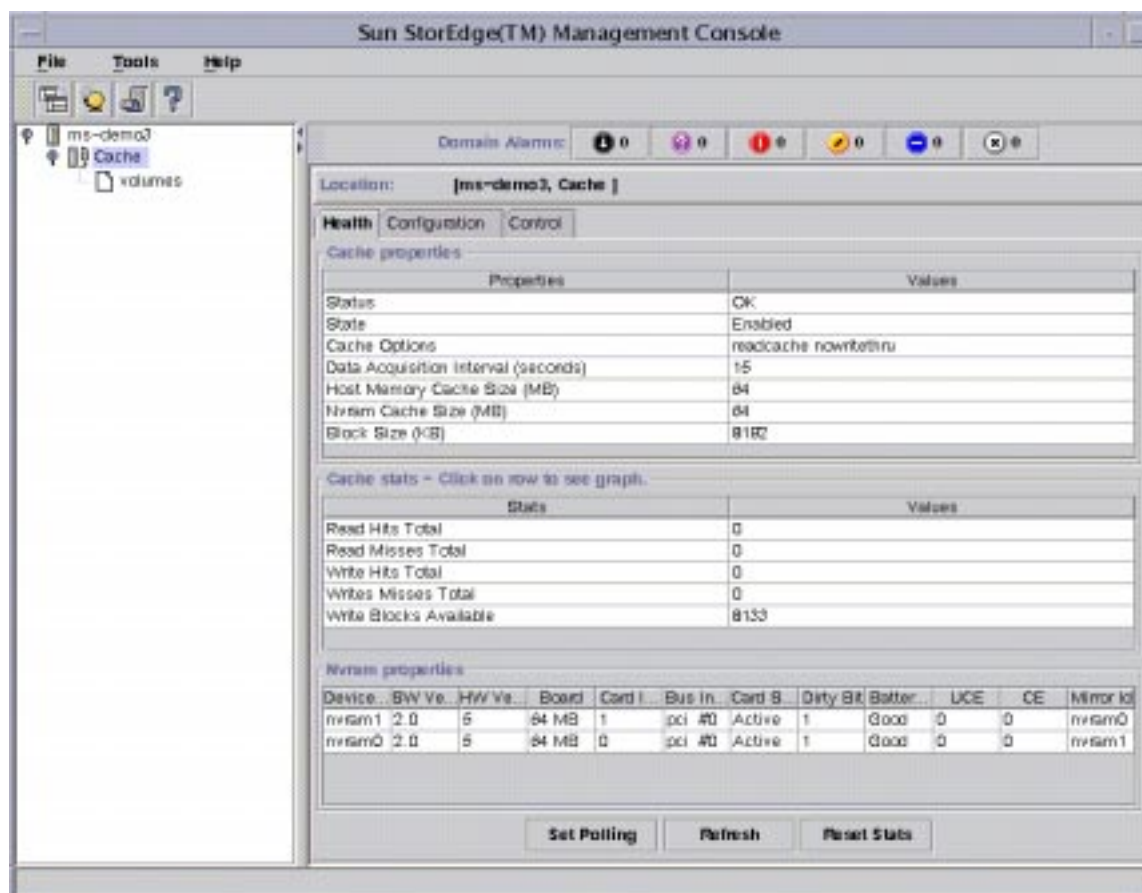 Sun StorEdge(TM) Management Console
File Tools Help
ms-demo3
Cache
volumes
Domain Alarms: 0 0 0 0 0 0
Location: [ms-demo3, Cache ]
Health Configuration Control
Cache properties
Properties Values
Status OK
State Enabled
Cache Options readcache nowritethru
Data Acquisition Interval (seconds) 15
Host Memory Cache Size (MB) 64
Nvram Cache Size (MB) 64
Block Size (KB)
Cache stats - Click on row to see graph.
Stats Values
Read Hits Total 0
Read Misses Total 0
Write Hits Total 0
Writes Misses Total 0
Write Blocks Available 8133
Nvram properties
Device... BW Ve... HW Ve... Board Card I... Bus In... Card B... Dirty Bit Batter... UCE CE Mirror Id
nvram1 2.0 5 64 MB 1 pci #0 Active 1 Good 0 0 nvram0
nvram0 2.0 5 64 MB 0 pci #0 Active 1 Good 0 0 nvram1
Set Polling Refresh Reset Stats